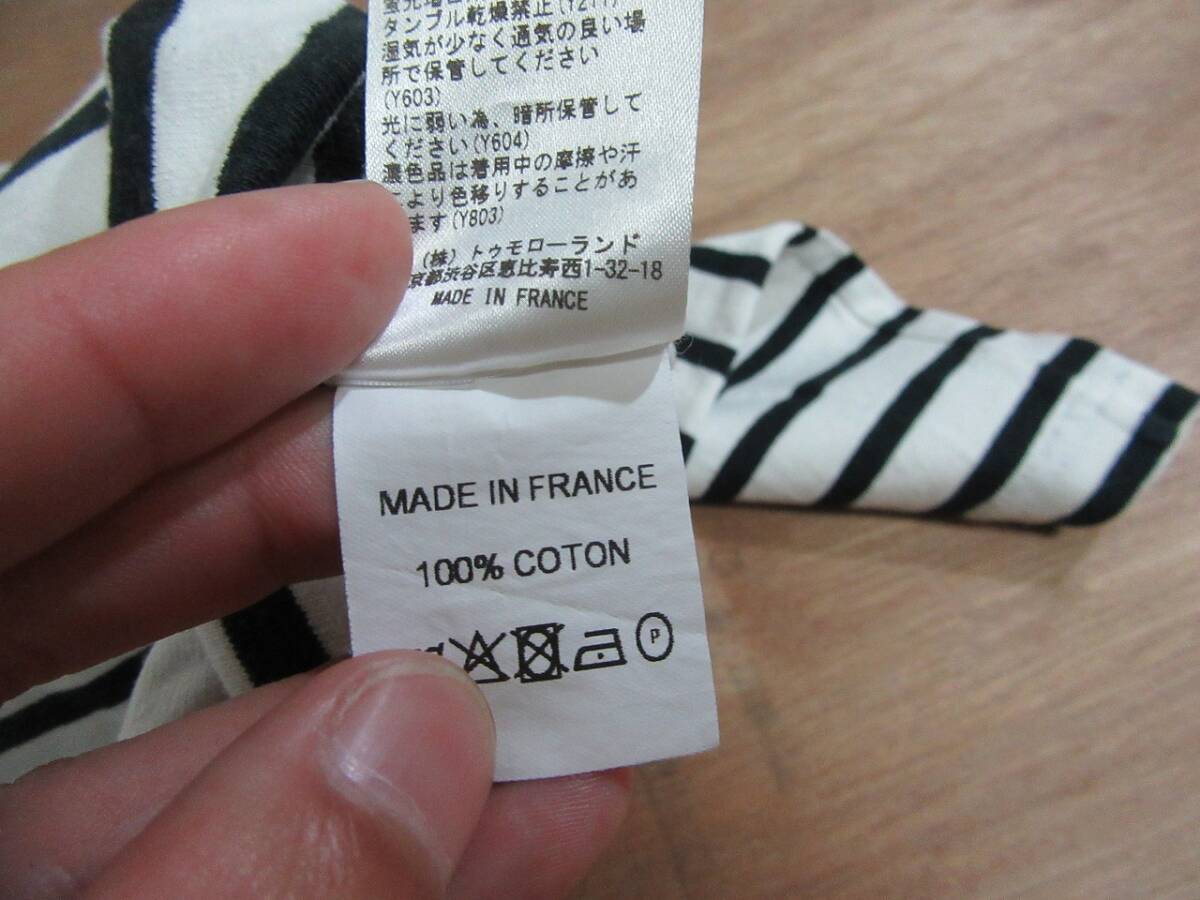 タンブル乾燥禁止(Y211)
湿気が少なく通気の良い場
所で保管してください
(Y603)
光に弱い為、暗所保管して
ください(Y604)
濃色品は着用中の摩擦や汗
により色移りすることがあ
ます(Y803)
(株)トゥモローランド
京都渋谷区恵比寿西1-32-18
MADE IN FRANCE
MADE IN FRANCE
100% COTON
P